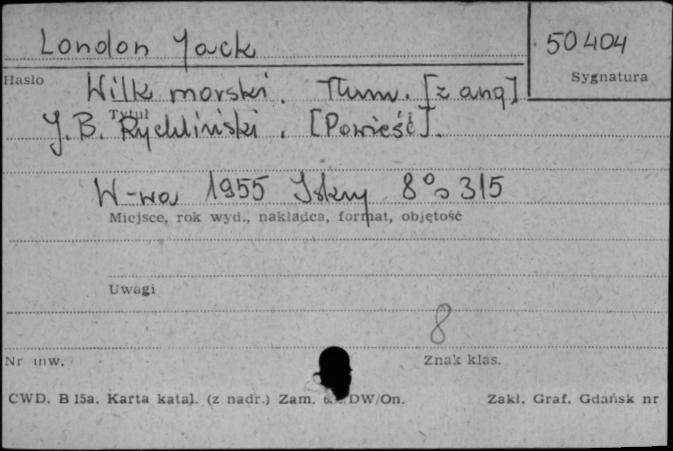 London Jack
50404
Hasło
Sygnatura
Wilk morski. Tłum. [z ang]
Tytuł
J. B. Rychliński. [Powieść].
W-wa 1955 Iskry 8° s 315
Miejsce, rok wyd., nakładca, format, objętość
Uwagi
8
Nr inw.
Znak klas.
CWD. B 15a. Karta katal. (z nadr.) Zam. DW/On.
Zakł. Graf. Gdańsk nr